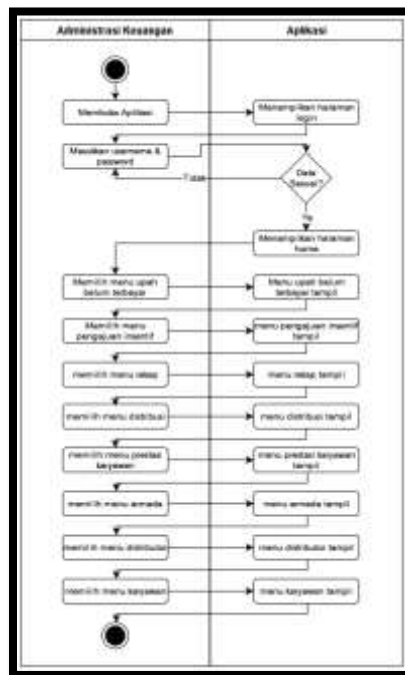 Administrasi Keuangan
Aplikasi
Membuka Aplikasi
Menampilkan halaman
login
Masukkan username &
password
Data
Sesuai?
Tidak
Ya
Menampilkan halaman
home
Memilih menu upah
belum terbayar
Menu upah belum
terbayar tampil
Memilih menu
pengajuan insentif
menu pengajuan insentif
tampil
memilih menu rekap
menu rekap tampil
memilih menu distribusi
menu distribusi tampil
memilih menu prestasi
karyawan
menu prestasi karyawan
tampil
memilih menu armada
menu armada tampil
memilih menu distributor
menu distributor tampil
memilih menu karyawan
menu karyawan tampil